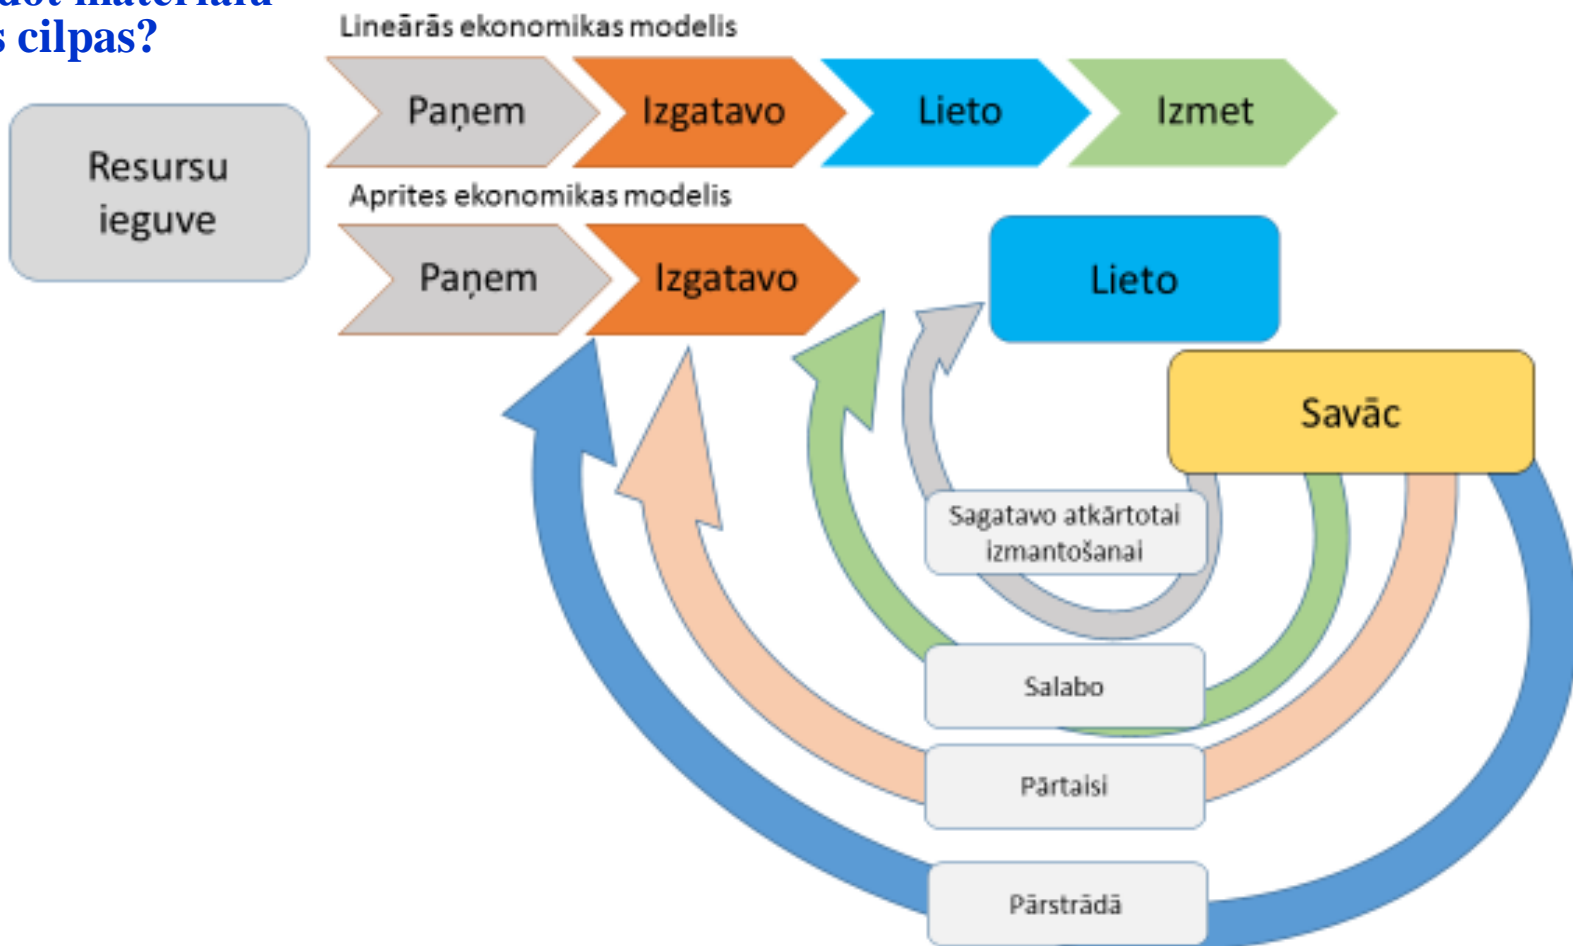 materiālu
s cilpas?
Lineārās ekonomikas modelis
Paņem
Izgatavo
Lieto
Izmet
Resursu
ieguve
Aprites ekonomikas modelis
Paņem
Izgatavo
Lieto
Savāc
Sagatavo atkārtotai
izmantošanai
Salabo
Pārtaisi
Pārstrādā